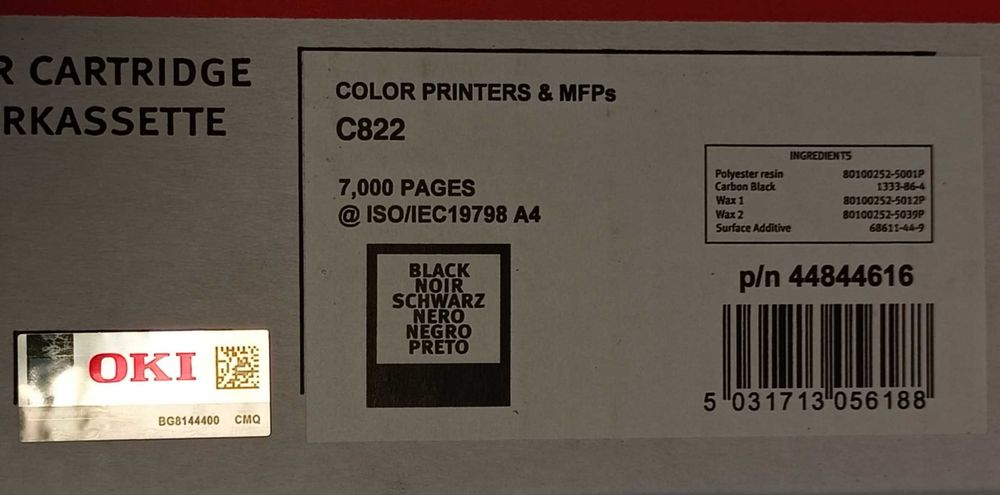 R CARTRIDGE
RKASSETTE
COLOR PRINTERS & MFPs
C822
7,000 PAGES
@ ISO/IEC19798 A4
BLACK
NOIR
SCHWARZ
NERO
NEGRO
PRETO
INGREDIENTS
Polyester resin 80100252-5001P
Carbon Black 1333-86-4
Wax 1 80100252-5012P
Wax 2 80100252-5039P
Surface Additive 68611-44-9
p/n 44844616
5 031713 056188
OKI
BG8144400 CMQ